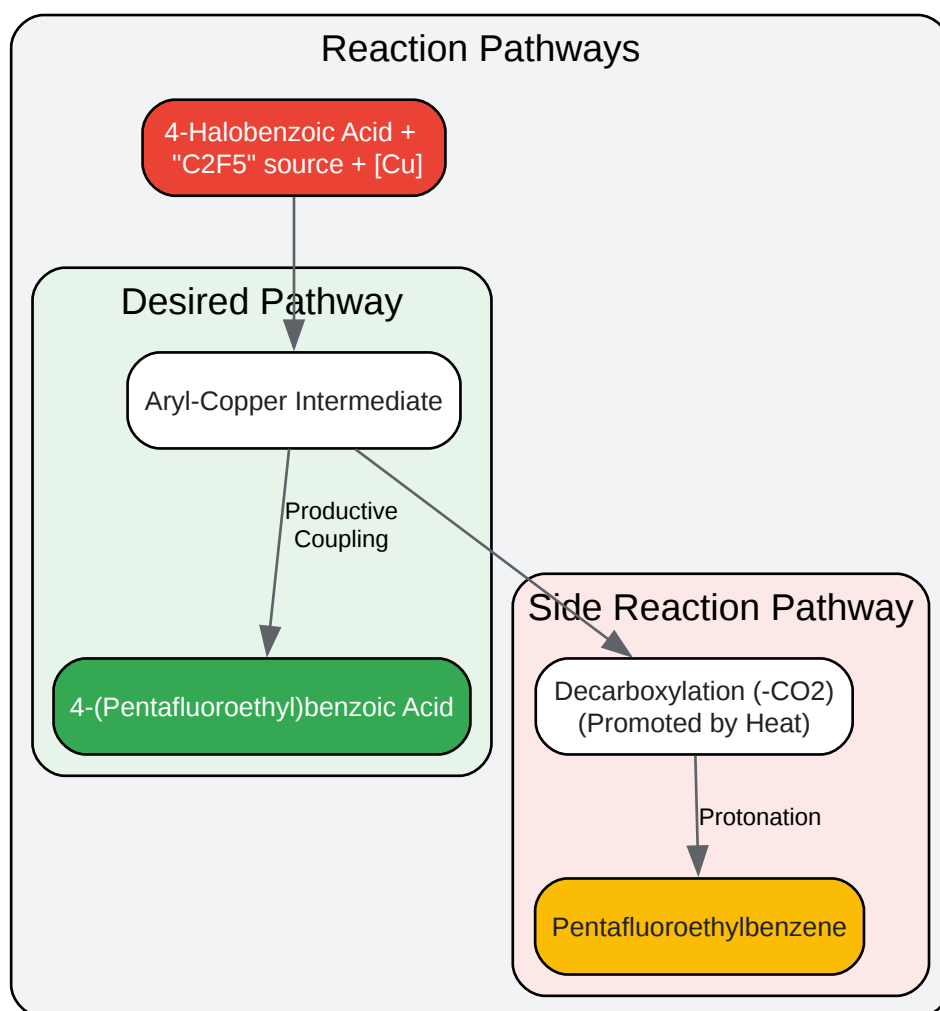 Reaction Pathways
4-Halobenzoic Acid +
"C2F5" source + [Cu]
Desired Pathway
Aryl-Copper Intermediate
Productive
Coupling
4-(Pentafluoroethyl)benzoic Acid
Side Reaction Pathway
Decarboxylation (-CO2)
(Promoted by Heat)
Protonation
Pentafluoroethylbenzene